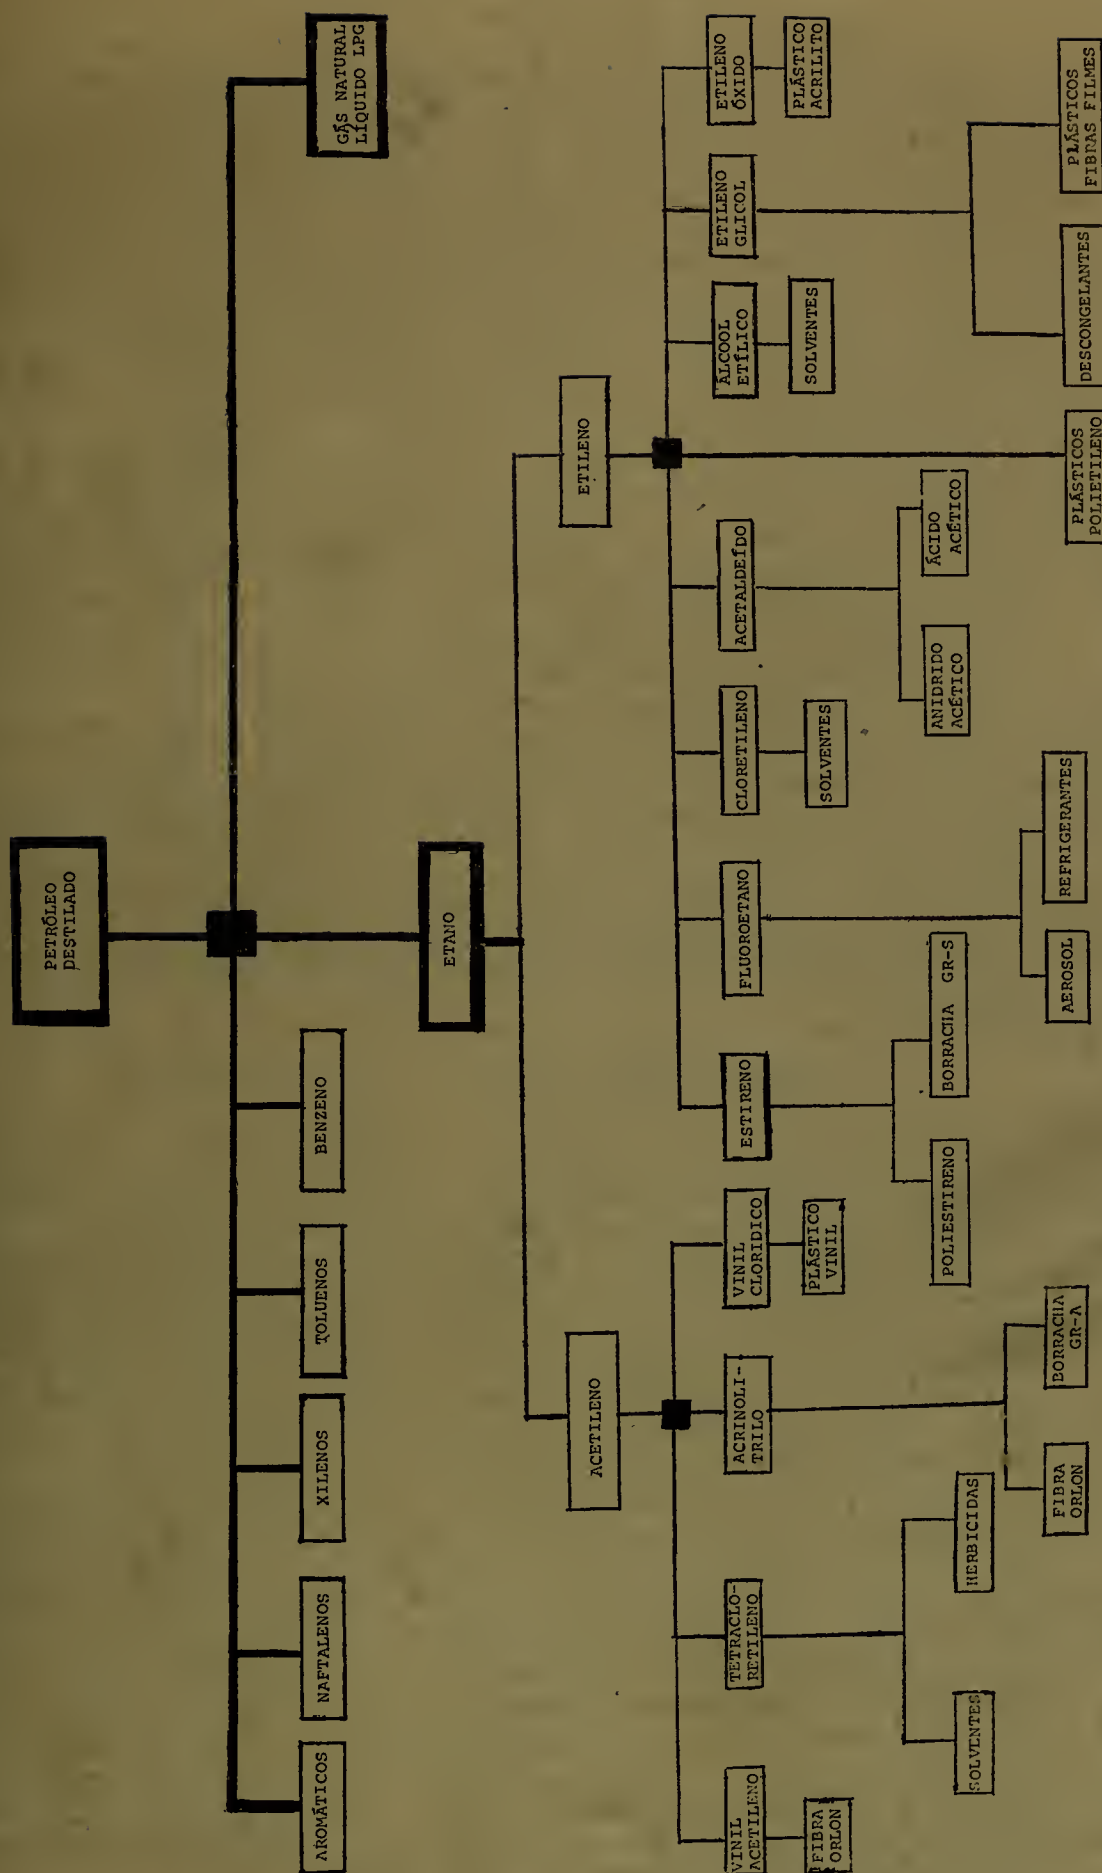 PETRÓLEO
DESTILADO
AROMÁTICOS
NAFTALENOS
XILENOS
TOLUENOS
BENZENO
GÁS NATURAL
LÍQUIDO LPG
ETANO
ACETILENO
ETILENO
VINIL
ACETILENO
TETRACLO-
RETILENO
ACRINOLI-
TRILO
VINIL
CLORIDICO
ESTIRENO
FLUOROETANO
CLORETILENO
ACETALDEÍDO
ÁLCOOL
ETÍLICO
ETILENO
GLICOL
ETILENO
ÓXIDO
FIBRA
ORLON
PLÁSTICO
VINIL
SOLVENTES
SOLVENTES
PLÁSTICO
ACRILITO
SOLVENTES
HERBICIDAS
POLIESTIRENO
BORRACHA GR-S
ANIDRIDO
ACÉTICO
ÁCIDO
ACÉTICO
FIBRA
ORLON
BORRACHA
GR-A
AEROSOL
REFRIGERANTES
PLÁSTICOS
POLIETILENO
DESCONGELANTES
PLÁSTICOS
FIBRAS FILMES